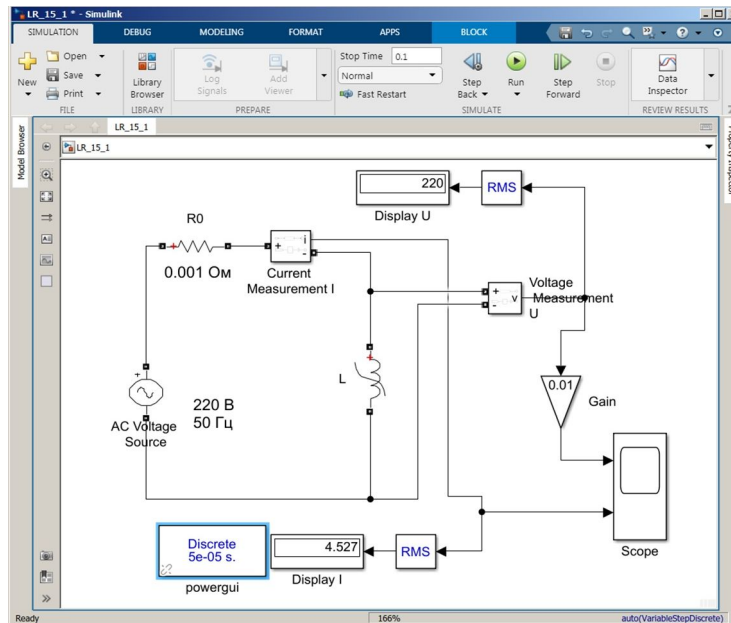 LR_15_1 * - Simulink
SIMULATION DEBUG MODELING FORMAT APPS BLOCK
New
Open
Save
Print
FILE
Library
Browser
LIBRARY
Log
Signals
Add
Viewer
PREPARE
Stop Time 0.1
Normal
Fast Restart
Step
Back
Run
Step
Forward
Stop
SIMULATE
Data
Inspector
REVIEW RESULTS
Model Browser
LR_15_1
LR_15_1
220
RMS
Display U
R0
0.001 Ом
+
i
-
Current
Measurement I
+
-
v
Voltage
Measurement
U
L
0.01
Gain
+
AC Voltage
Source
220 В
50 Гц
Discrete
5e-05 s.
powergui
4.527
RMS
Display I
Scope
Ready
166%
auto(VariableStepDiscrete)